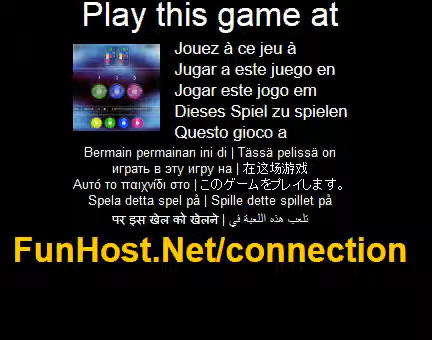 Play this game at
Jouez à ce jeu à
Jugar a este juego en
Jogar este jogo em
Dieses Spiel zu spielen
Questo gioco a
Bermain permainan ini di | Tässä pelissä on
играть в эту игру на | 在这场游戏
Αυτό το παιχνίδι στο | このゲームをプレイします。
Spela detta spel på | Spille dette spillet på
पर इस खेल को खेलने | تلعب هذه اللعبة في
FunHost.Net/connection